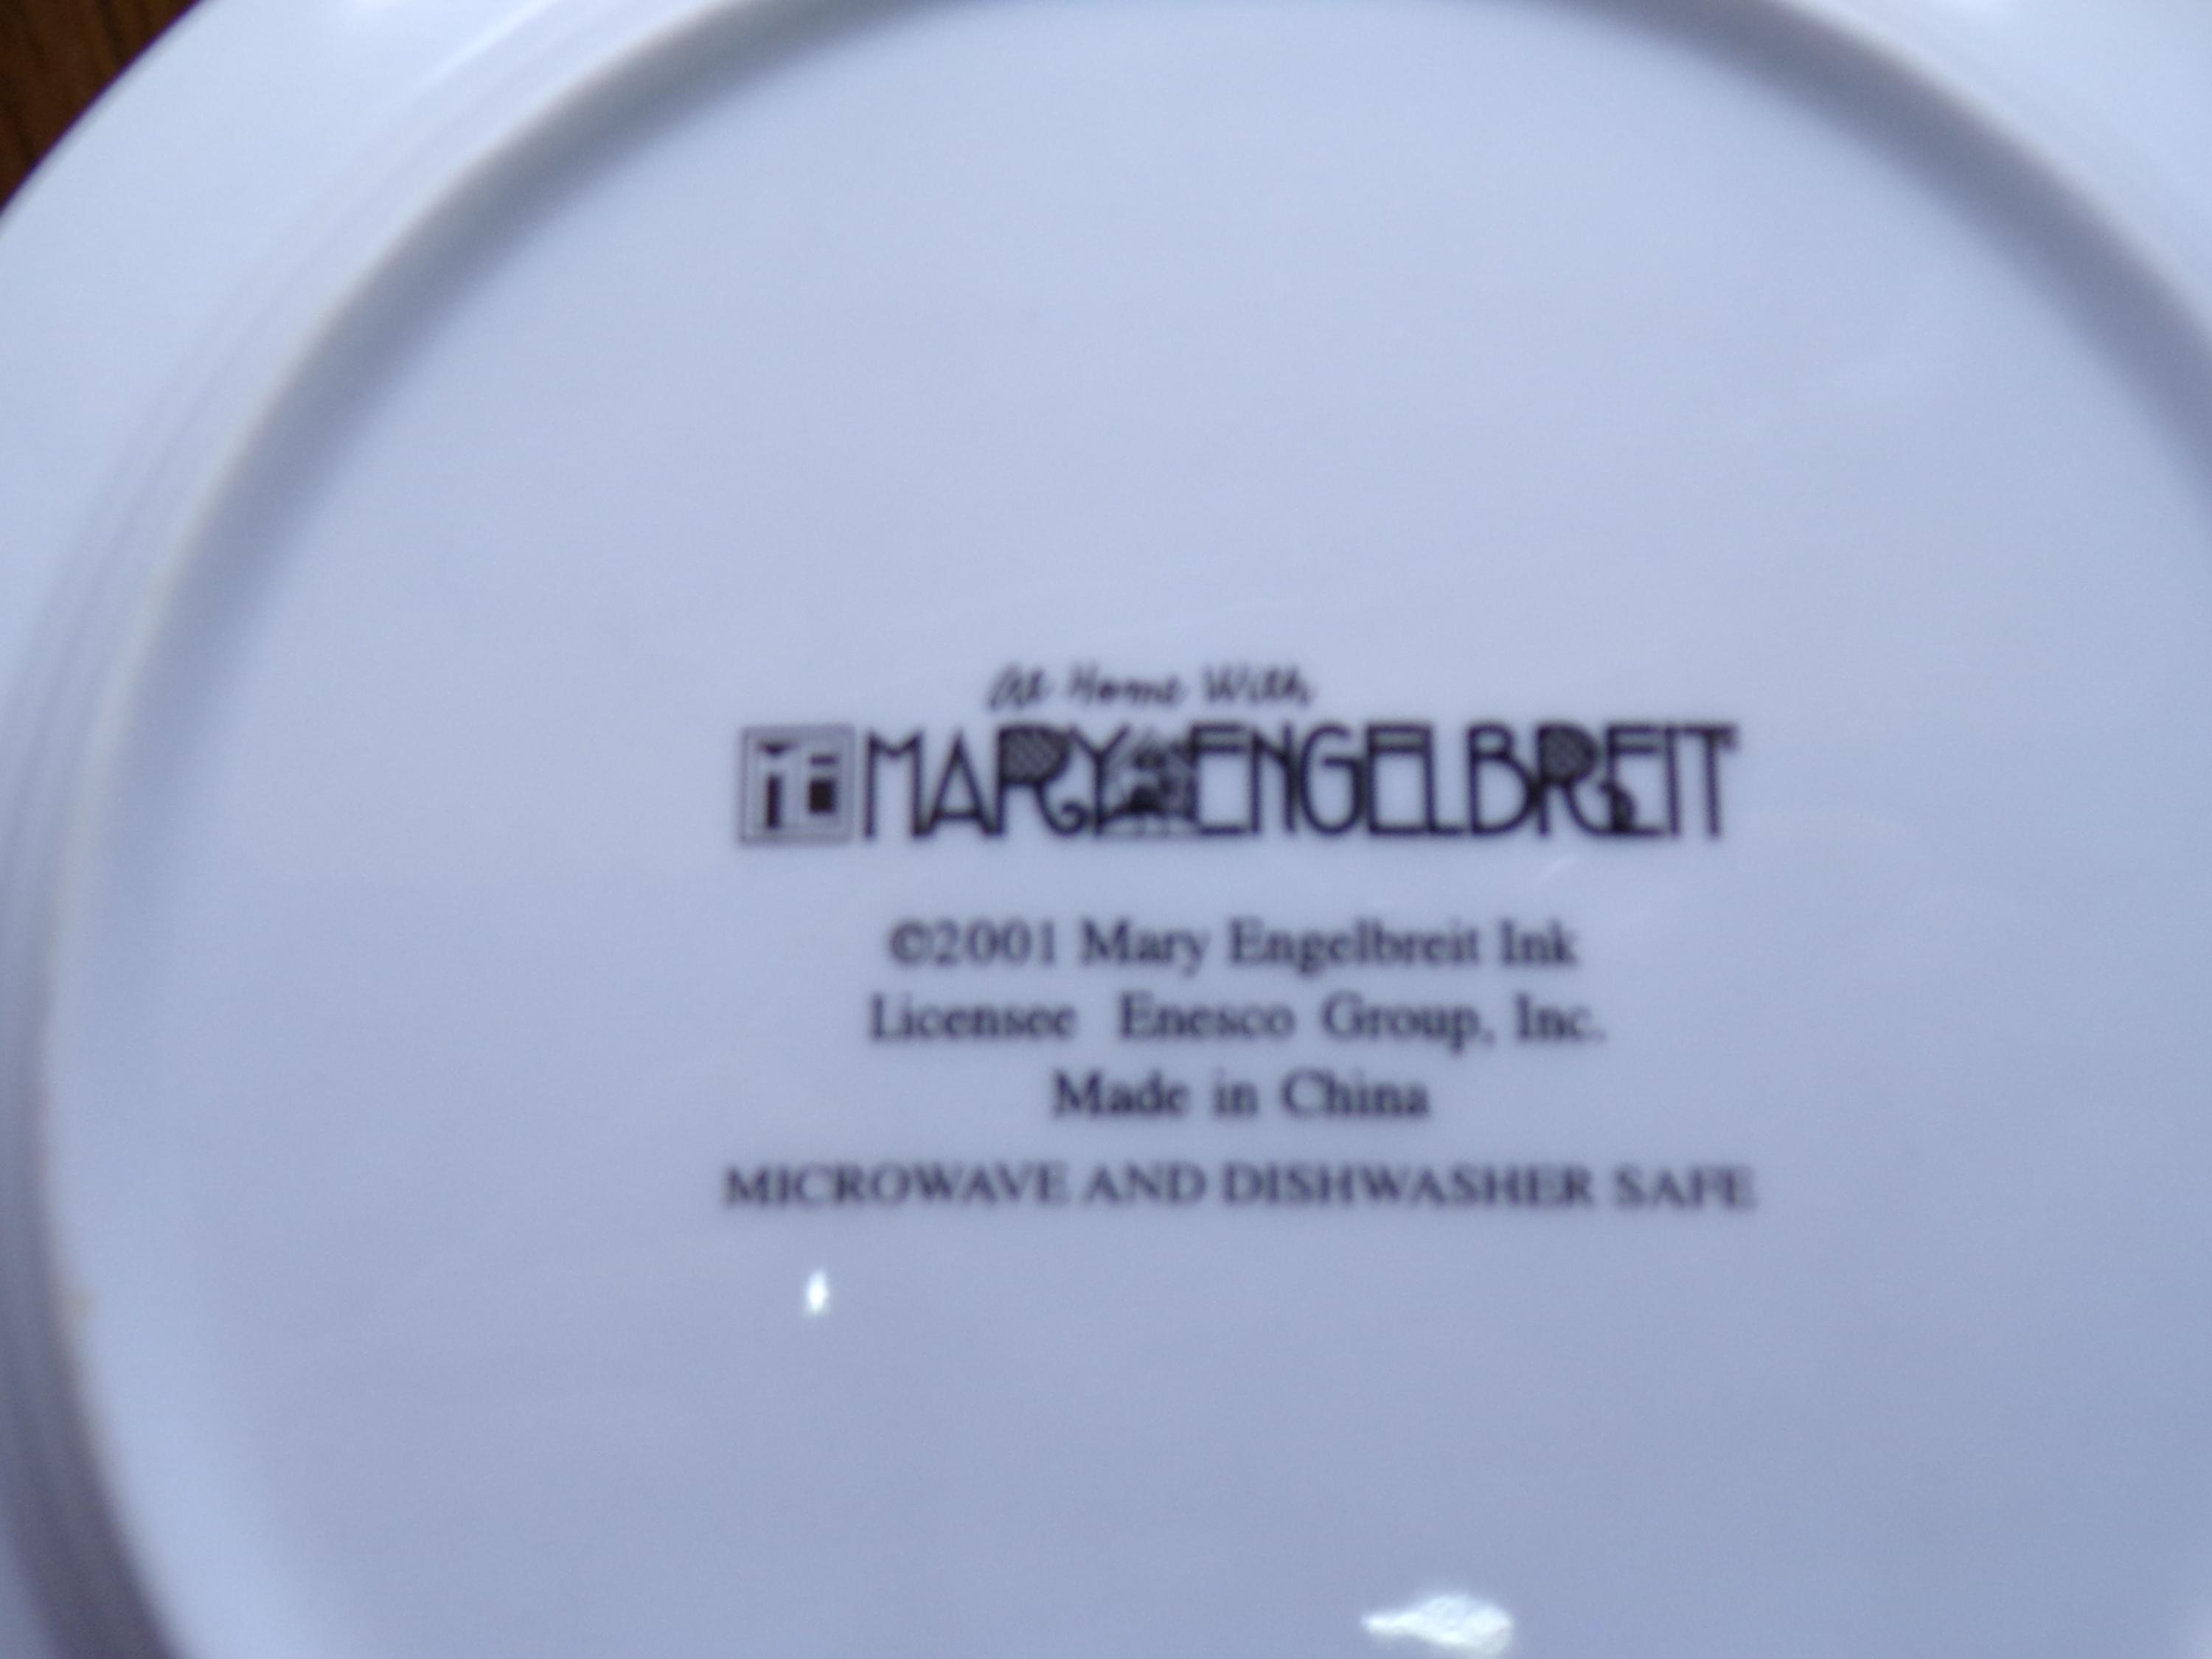 At Home With
ME MARY ENGELBREIT
©2001 Mary Engelbreit Ink
Licensee Enesco Group, Inc.
Made in China
MICROWAVE AND DISHWASHER SAFE